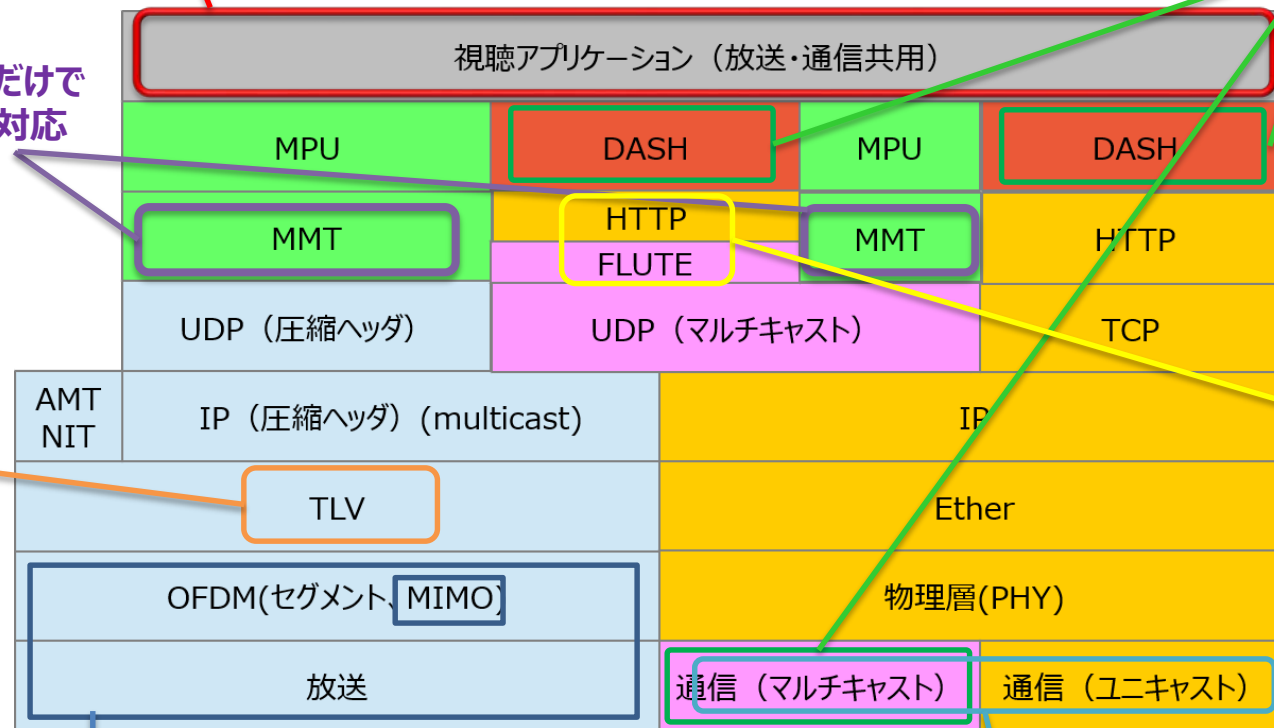 視聴アプリケーション（放送・通信共用）
だけで
対応
MPU
DASH
MPU
DASH
MMT
HTTP
FLUTE
MMT
HTTP
UDP（圧縮ヘッダ）
UDP（マルチキャスト）
TCP
AMT
NIT
IP（圧縮ヘッダ）(multicast)
IP
TLV
Ether
OFDM(セグメント、MIMO)
物理層(PHY)
放送
通信（マルチキャスト）
通信（ユニキャスト）